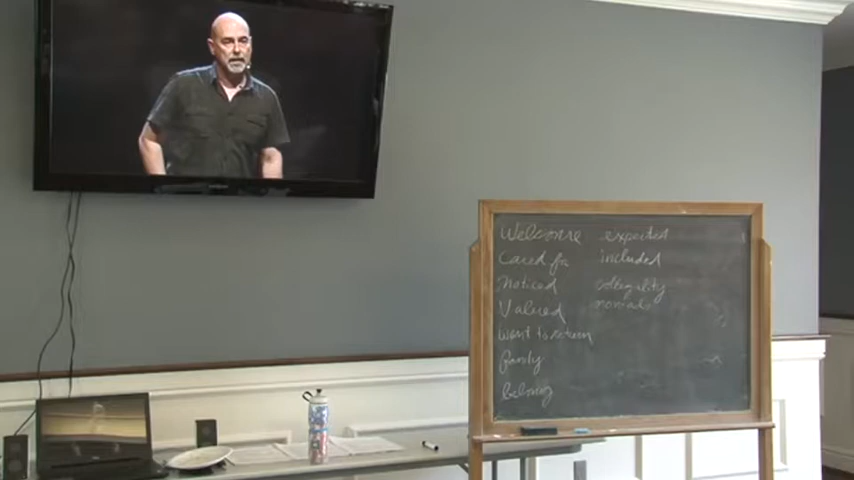 Welcome expected
Cared for included
Noticed collegiality
Valued
Want to return
Family
Belong